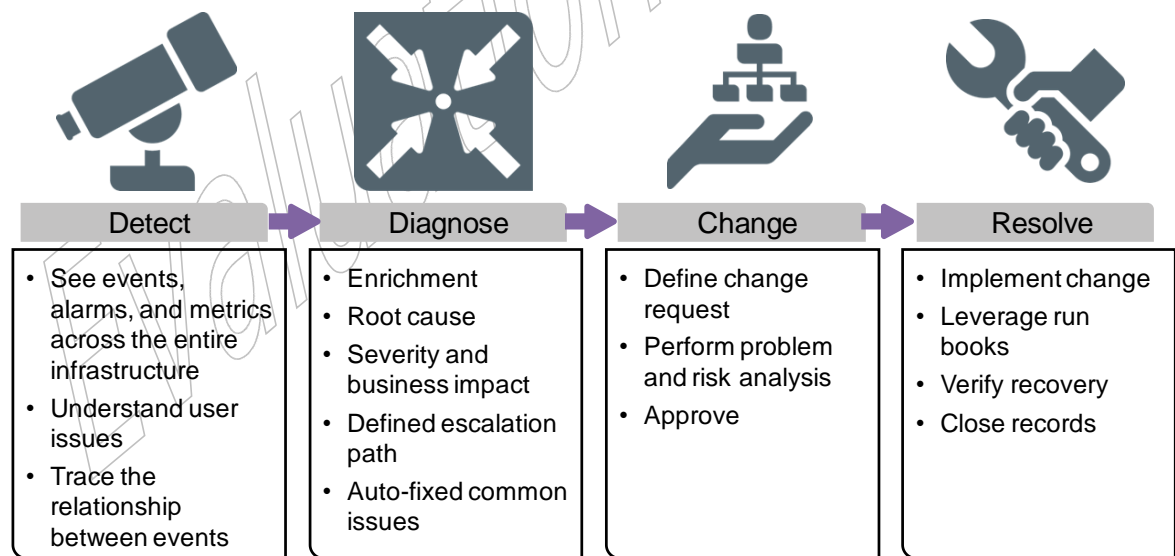 Detect
Diagnose
Change
Resolve
• See events,
alarms, and metrics
across the entire
infrastructure
• Understand user
issues
• Trace the
relationship
between events
• Enrichment
• Root cause
• Severity and
business impact
• Defined escalation
path
• Auto-fixed common
issues
• Define change
request
• Perform problem
and risk analysis
• Approve
• Implement change
• Leverage run
books
• Verify recovery
• Close records